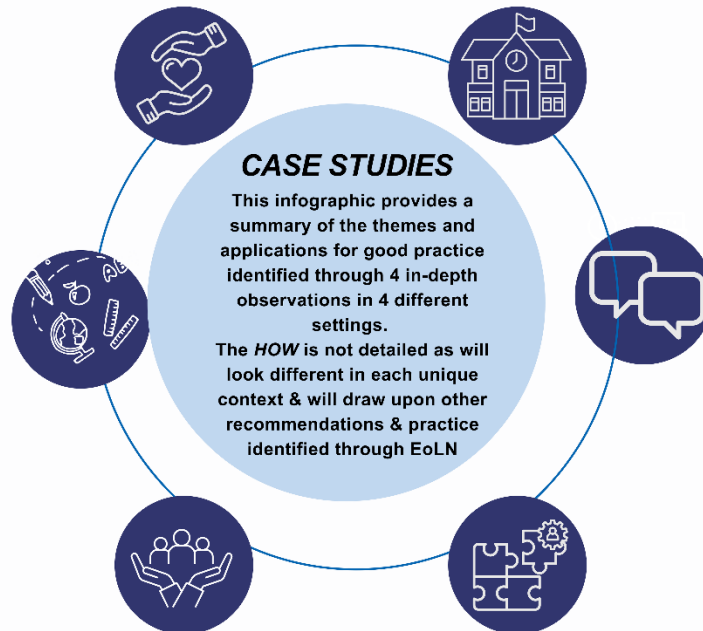 CASE STUDIES
This infographic provides a
summary of the themes and
applications for good practice
identified through 4 in-depth
observations in 4 different
settings.
The HOW is not detailed as will
look different in each unique
context & will draw upon other
recommendations & practice
identified through EoLN